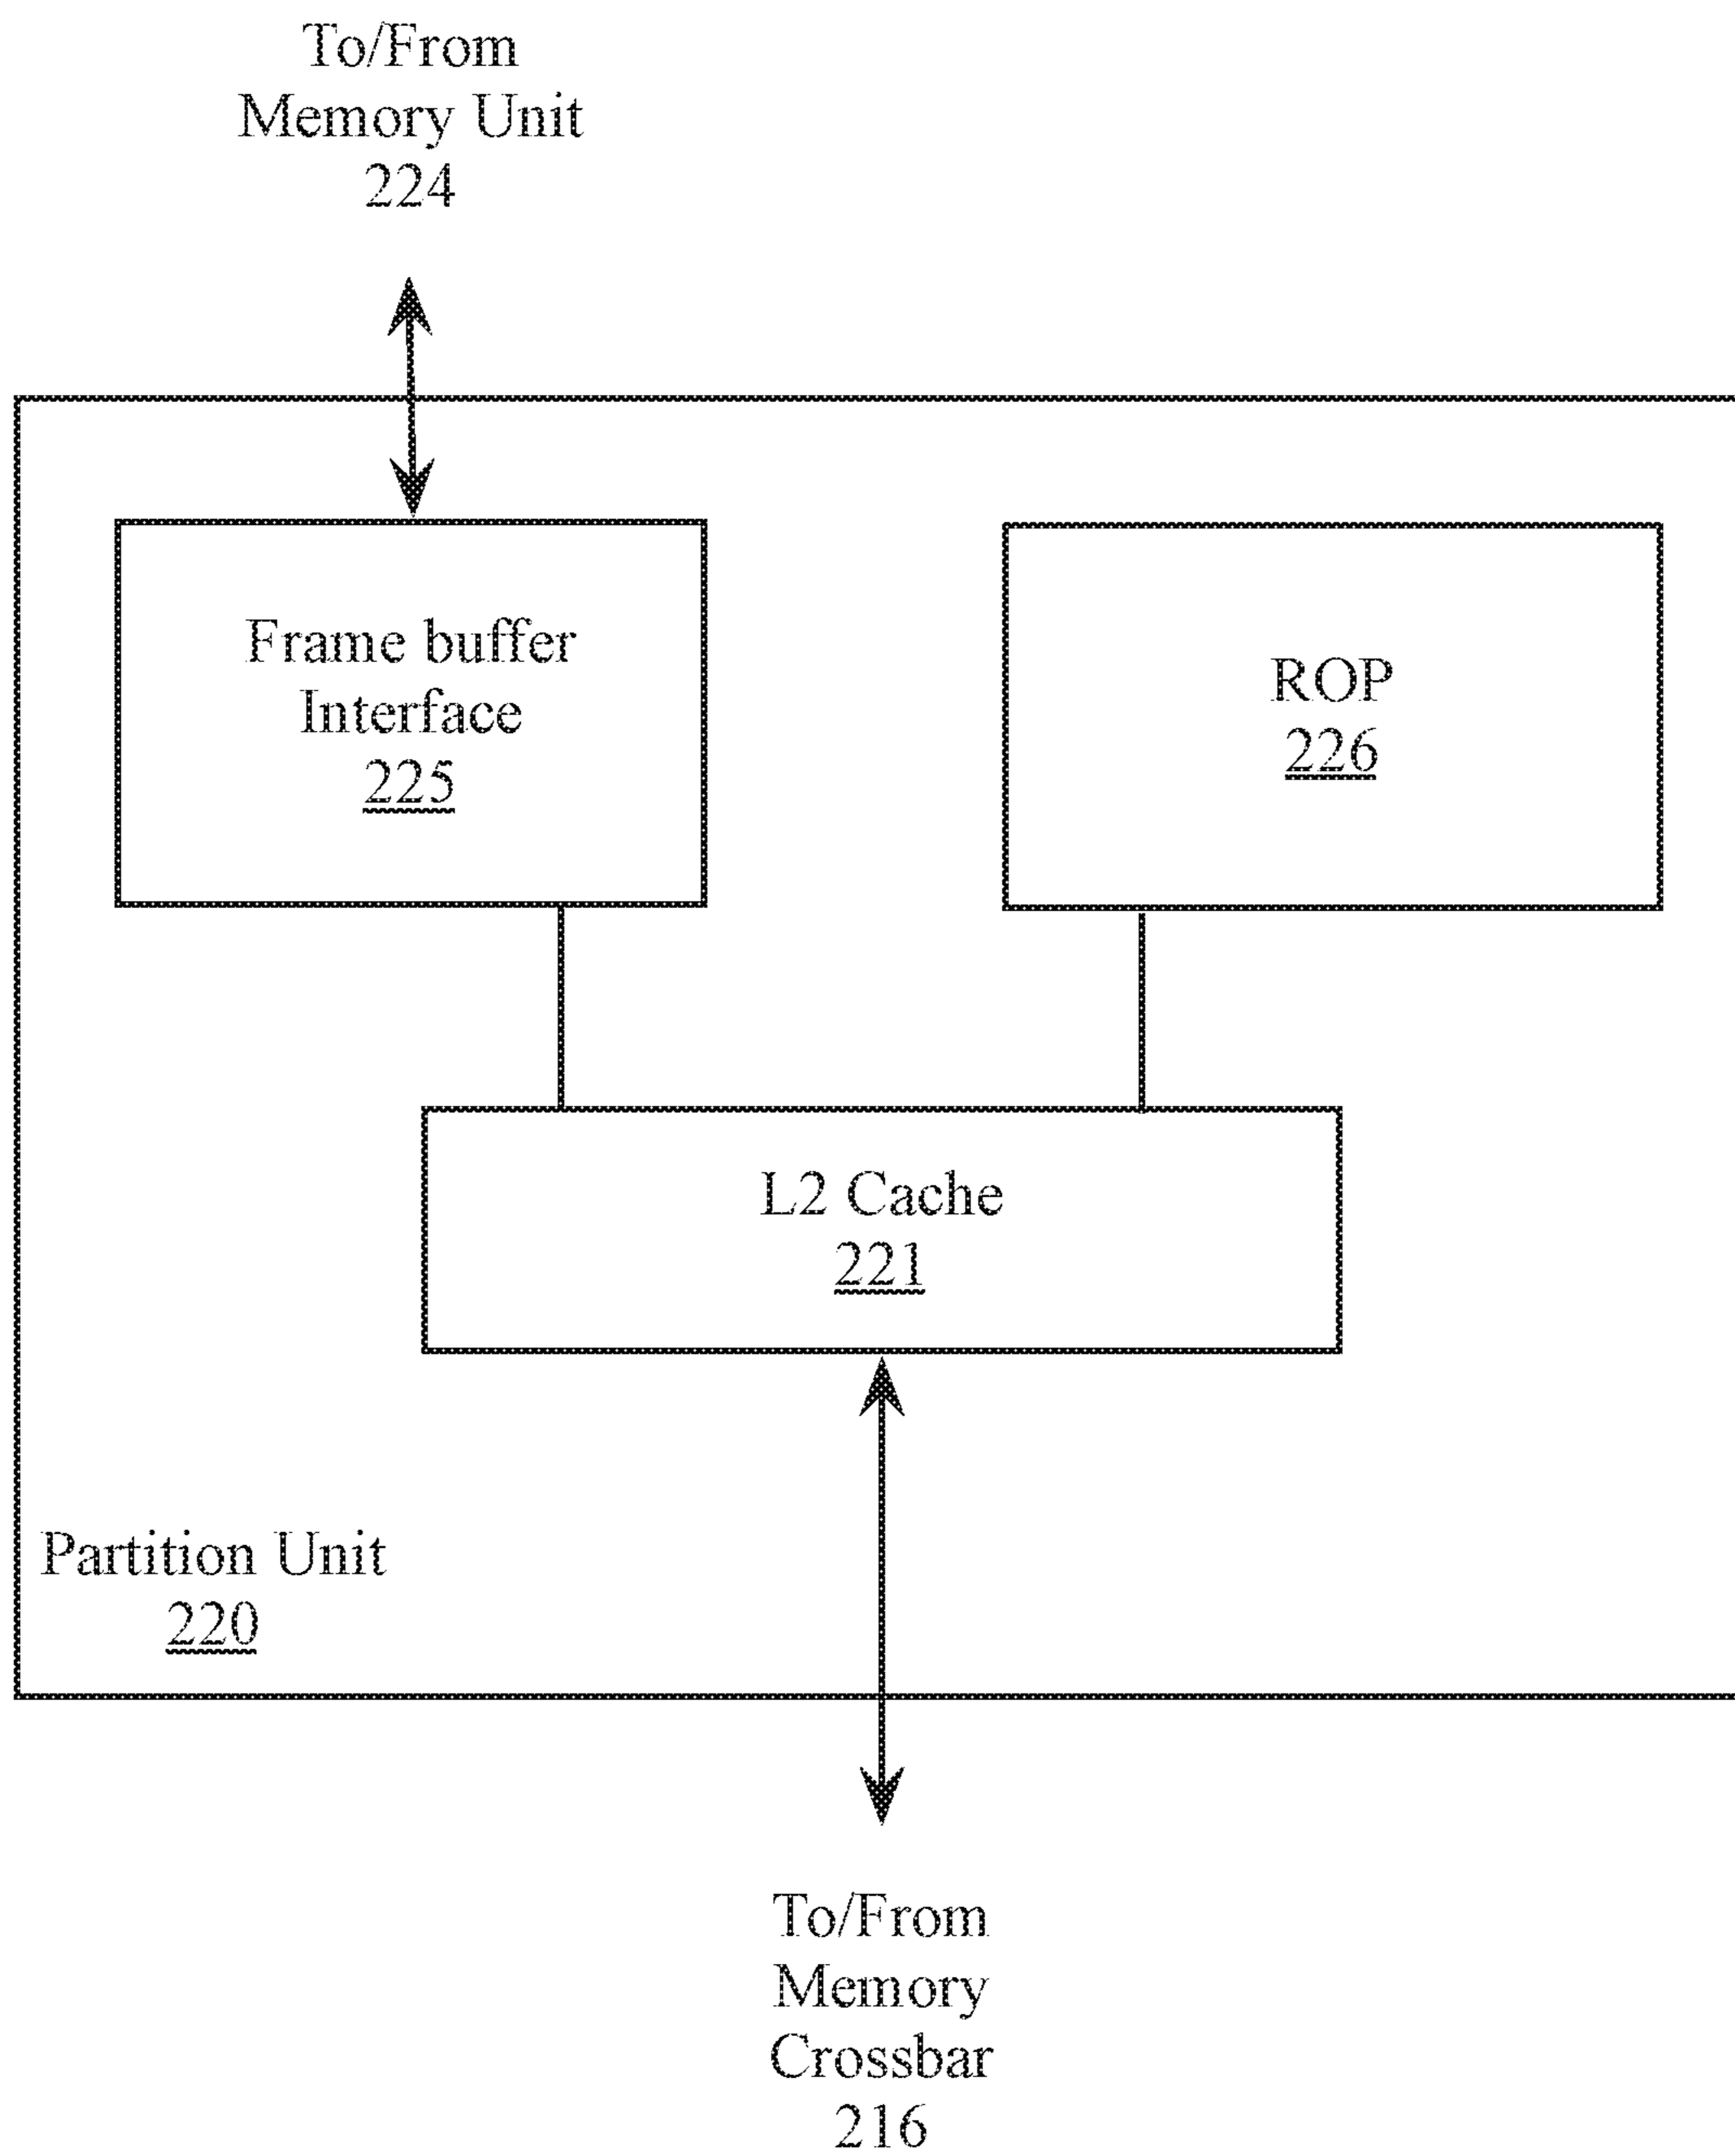 To/From
Memory Unit
224
Frame buffer
Interface
225
ROP
226
L2 Cache
221
Partition Unit
220
To/From
Memory
Crossbar
216